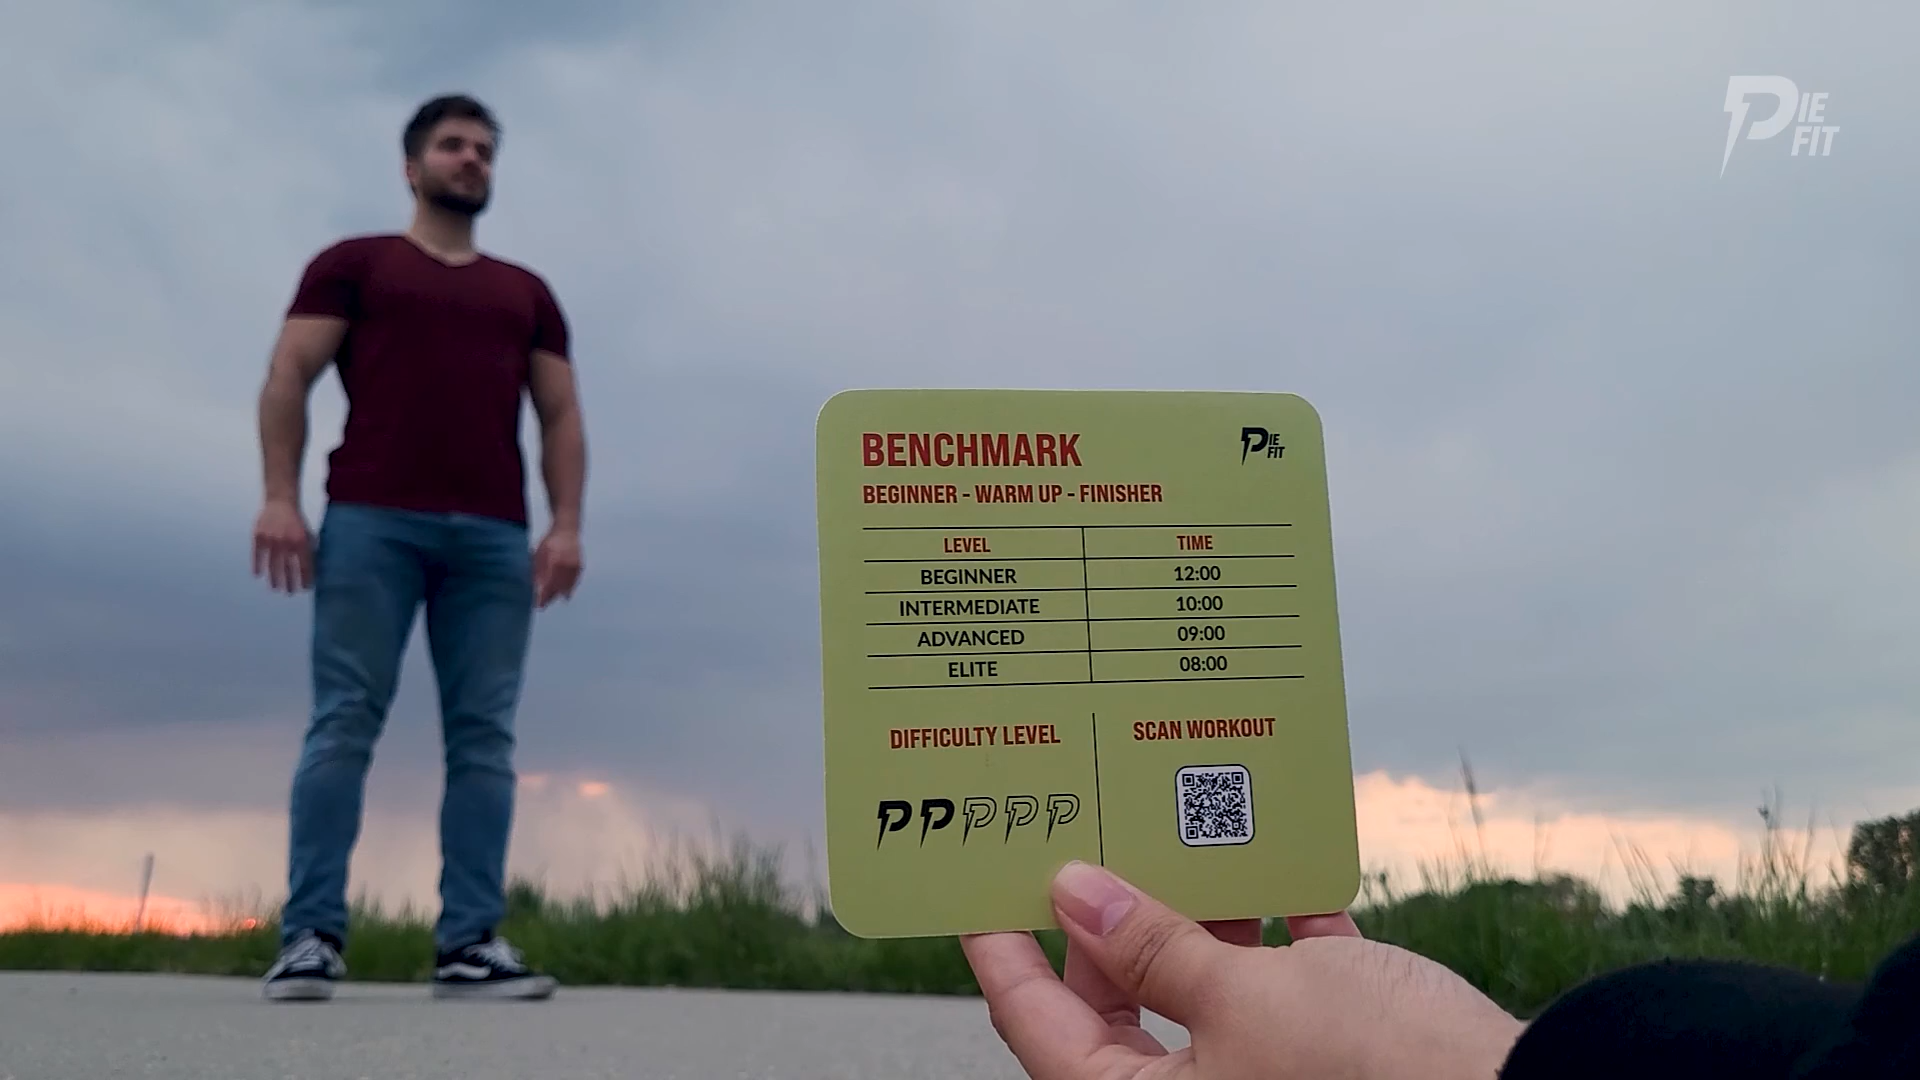 PIE
FIT
BENCHMARK
PIE
FIT
BEGINNER - WARM UP - FINISHER
LEVEL TIME
BEGINNER 12:00
INTERMEDIATE 10:00
ADVANCED 09:00
ELITE 08:00
DIFFICULTY LEVEL SCAN WORKOUT
P P P P P